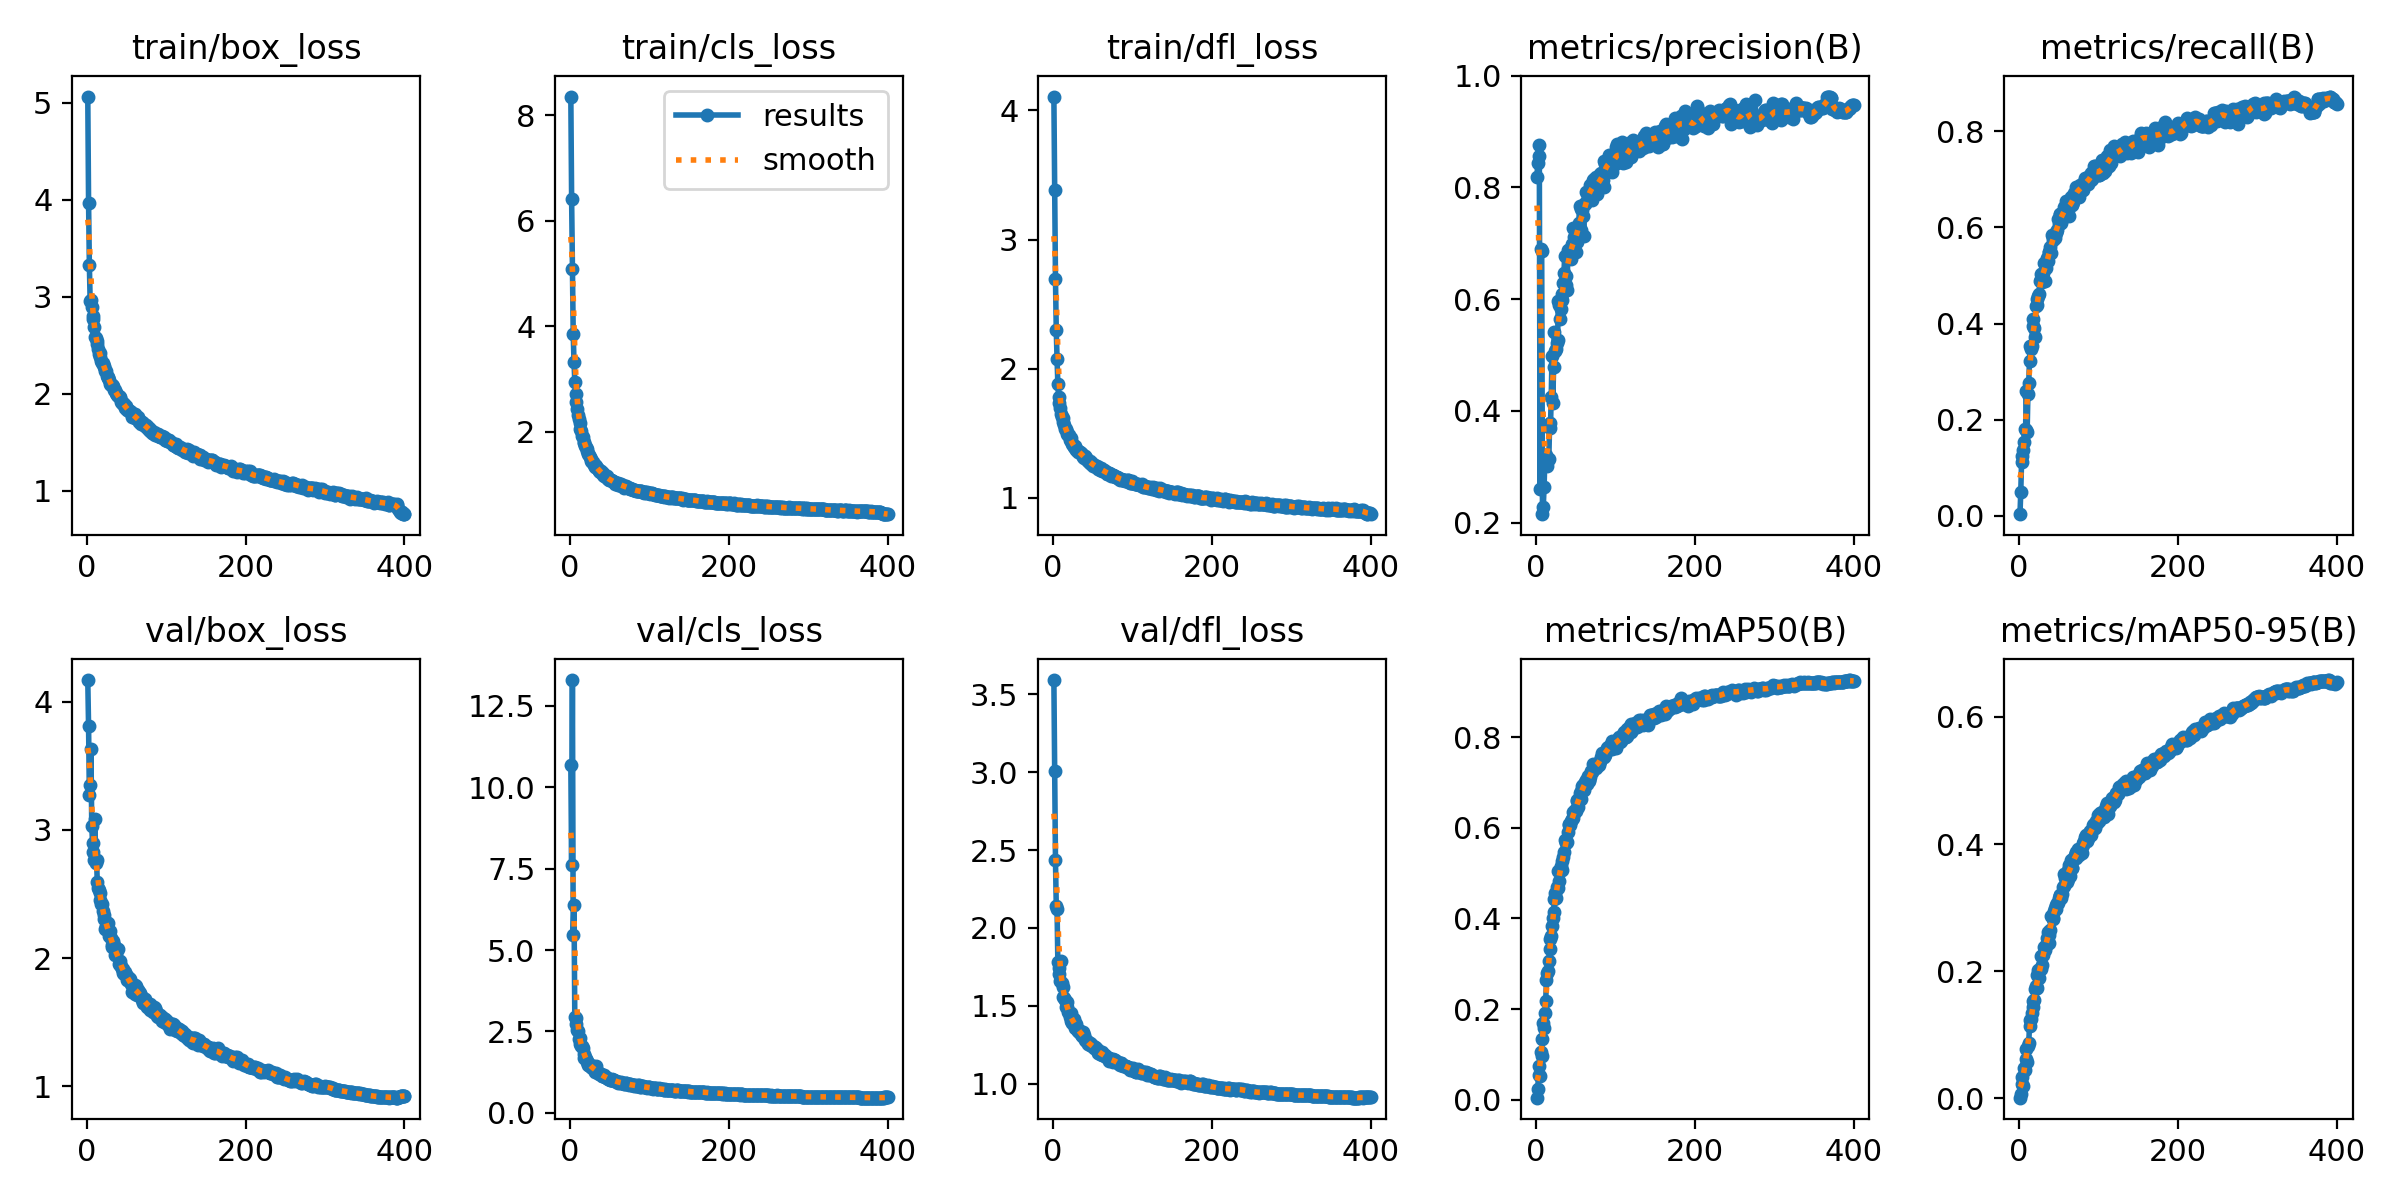 train/box_loss
5
4
3
2
1
0 200 400
train/cls_loss
results
smooth
8
6
4
2
0 200 400
train/dfl_loss
4
3
2
1
0 200 400
metrics/precision(B)
1.0
0.8
0.6
0.4
0.2
0 200 400
metrics/recall(B)
0.8
0.6
0.4
0.2
0.0
0 200 400
val/box_loss
4
3
2
1
0 200 400
val/cls_loss
12.5
10.0
7.5
5.0
2.5
0.0
0 200 400
val/dfl_loss
3.5
3.0
2.5
2.0
1.5
1.0
0 200 400
metrics/mAP50(B)
0.8
0.6
0.4
0.2
0.0
0 200 400
metrics/mAP50-95(B)
0.6
0.4
0.2
0.0
0 200 400